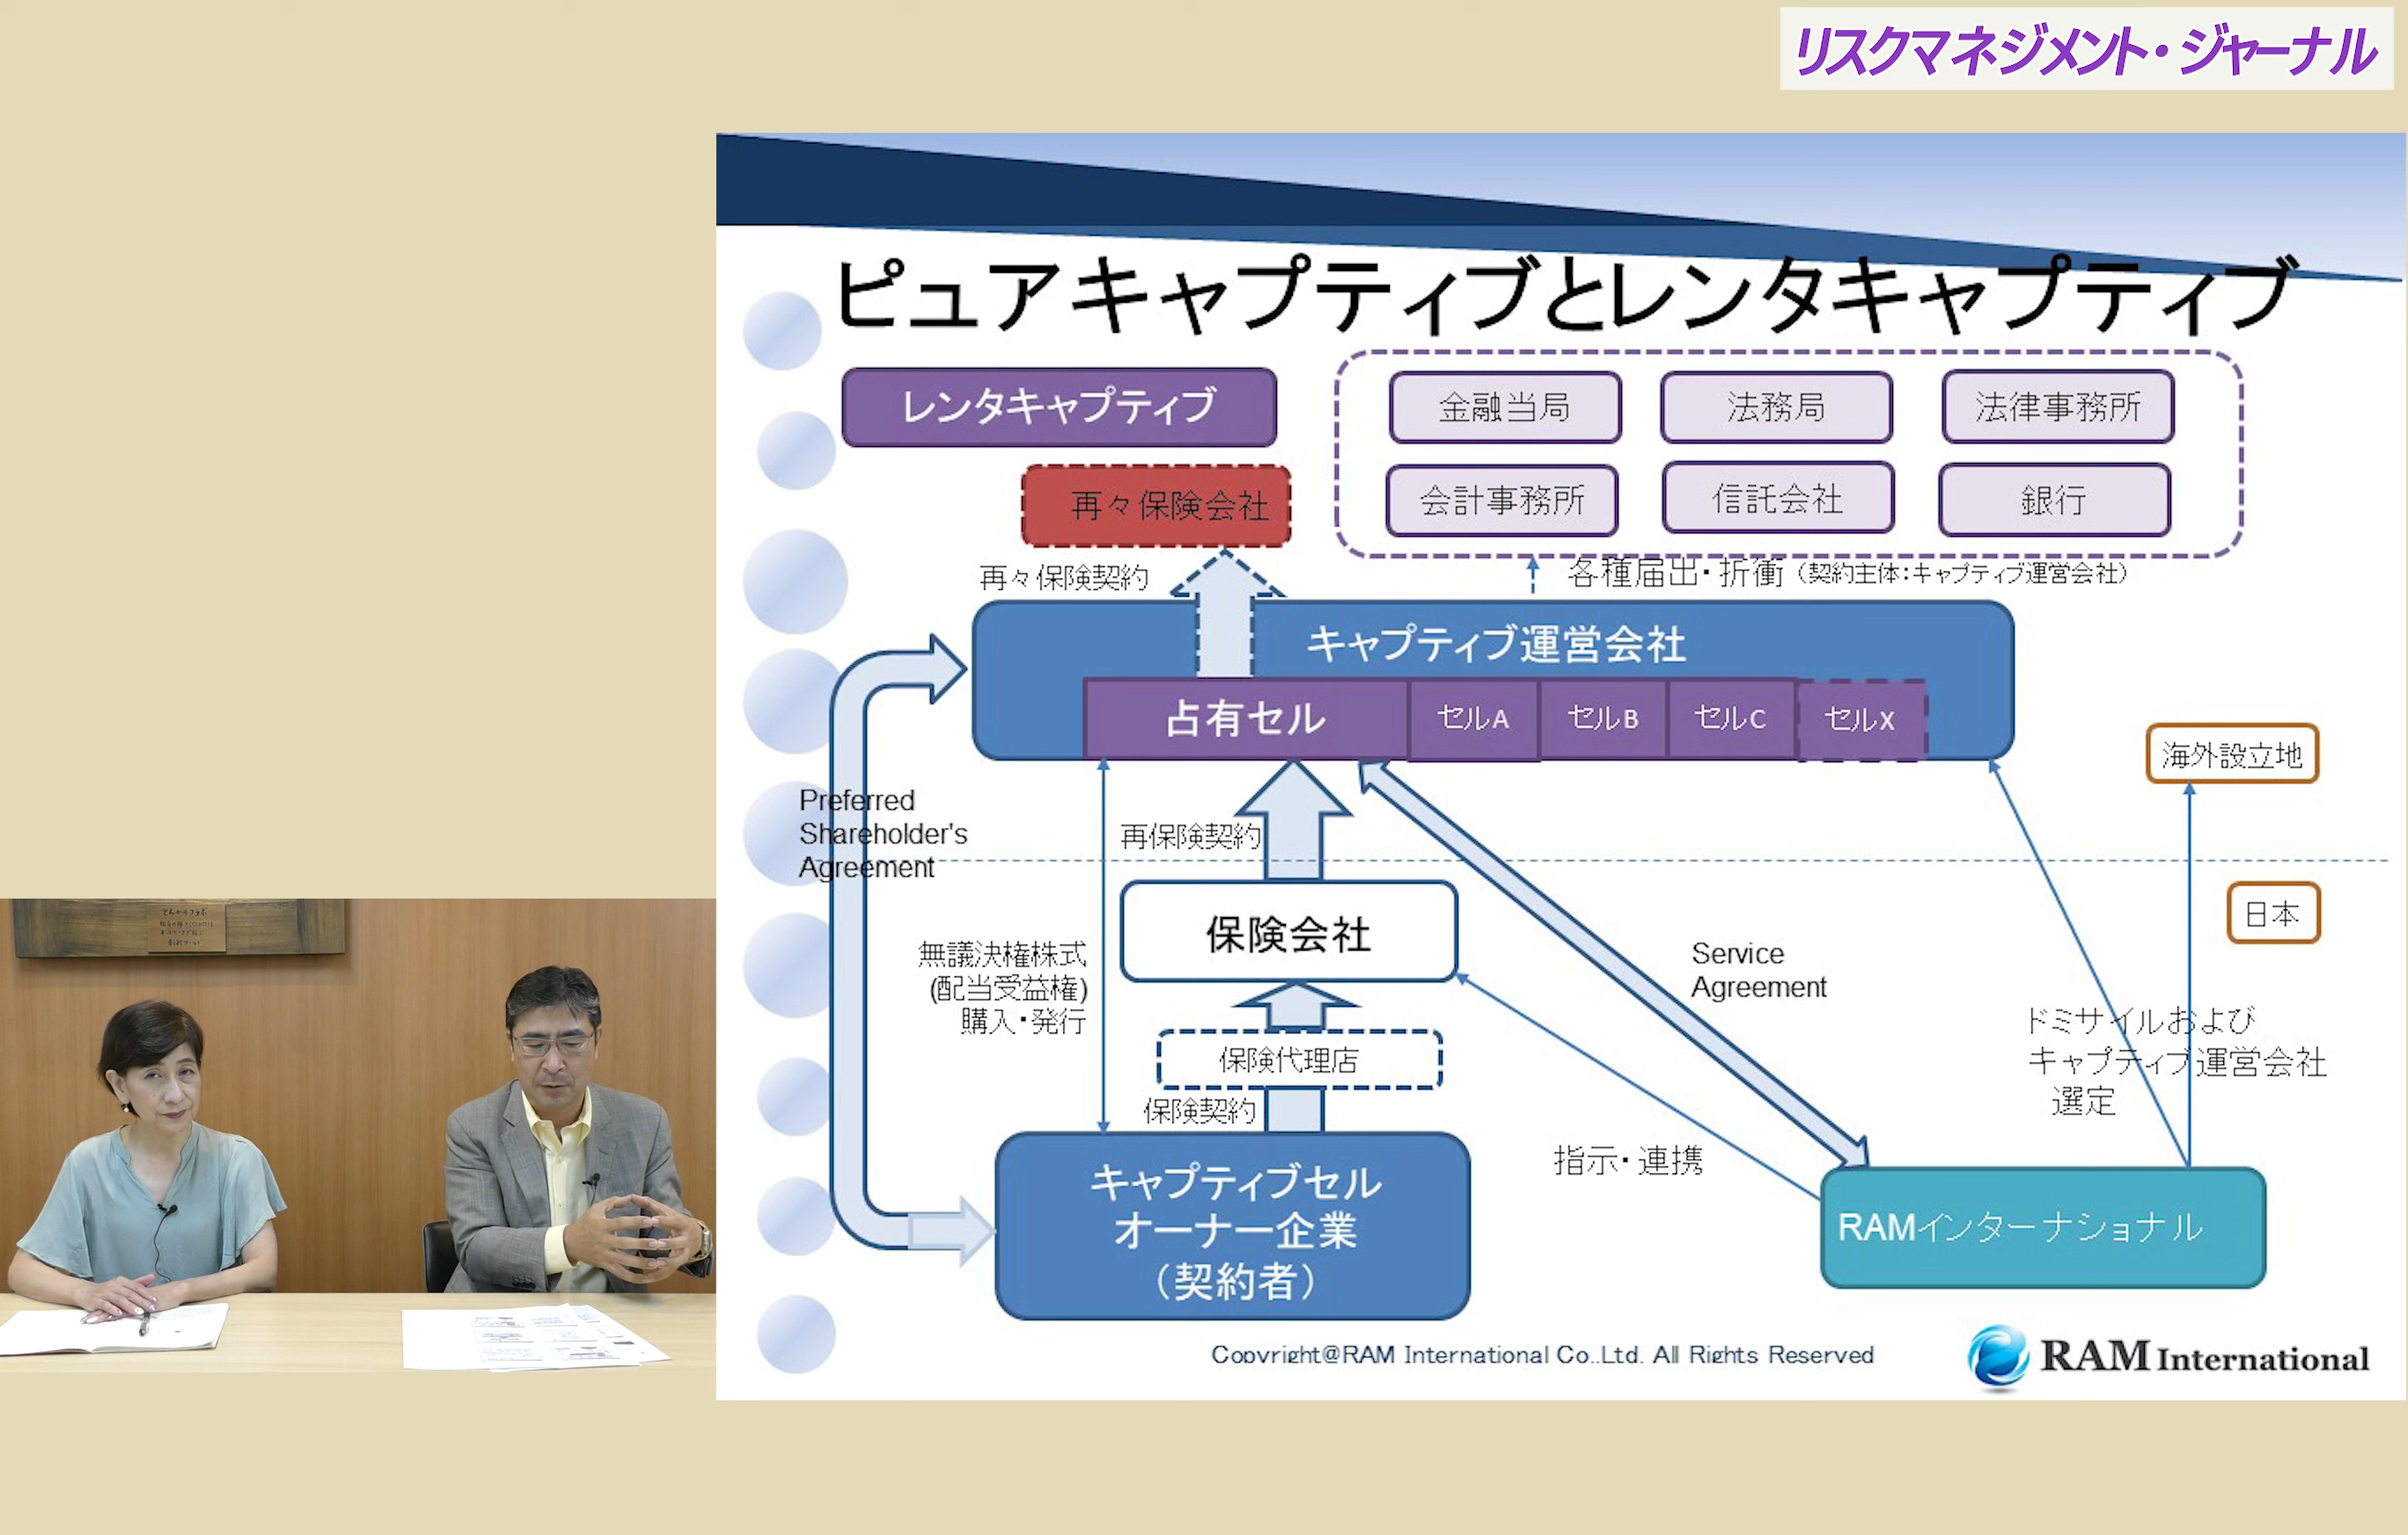 リスクマネジメント・ジャーナル
ピュアキャプティブとレンタキャプティブ
レンタキャプティブ
金融当局
法務局
法律事務所
再々保険会社
会計事務所
信託会社
銀行
再々保険契約
各種届出・折衝（契約主体：キャプティブ運営会社）
キャプティブ運営会社
占有セル
セルA
セルB
セルC
セルX
海外設立地
Preferred
Shareholder's
Agreement
再保険契約
保険会社
日本
無議決権株式
(配当受益権)
購入・発行
Service
Agreement
ドミサイルおよび
キャプティブ運営会社
選定
保険代理店
保険契約
指示・連携
キャプティブセル
オーナー企業
（契約者）
RAMインターナショナル
Copyright@RAM International Co.,Ltd. All Rights Reserved
RAM International